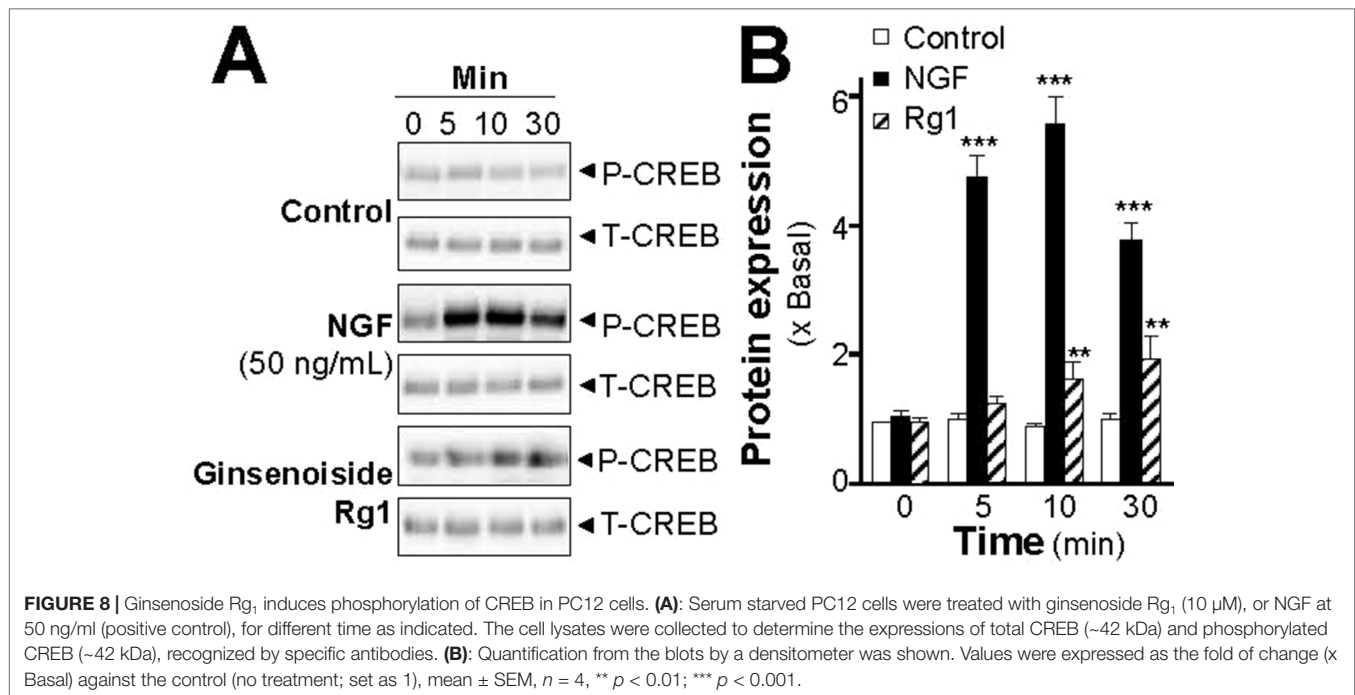 A
Min
0 5 10 30
Control
P-CREB
T-CREB
NGF
(50 ng/mL)
P-CREB
T-CREB
Ginsenoiside
Rg1
P-CREB
T-CREB
B
Control
NGF
Rg1
Protein expression
(x Basal)
6
4
2
0
***
***
***
**
**
0 5 10 30
Time (min)
FIGURE 8 | Ginsenoside Rg₁ induces phosphorylation of CREB in PC12 cells. (A): Serum starved PC12 cells were treated with ginsenoside Rg₁ (10 µM), or NGF at
50 ng/ml (positive control), for different time as indicated. The cell lysates were collected to determine the expressions of total CREB (~42 kDa) and phosphorylated
CREB (~42 kDa), recognized by specific antibodies. (B): Quantification from the blots by a densitometer was shown. Values were expressed as the fold of change (x
Basal) against the control (no treatment; set as 1), mean ± SEM, n = 4, ** p < 0.01; *** p < 0.001.